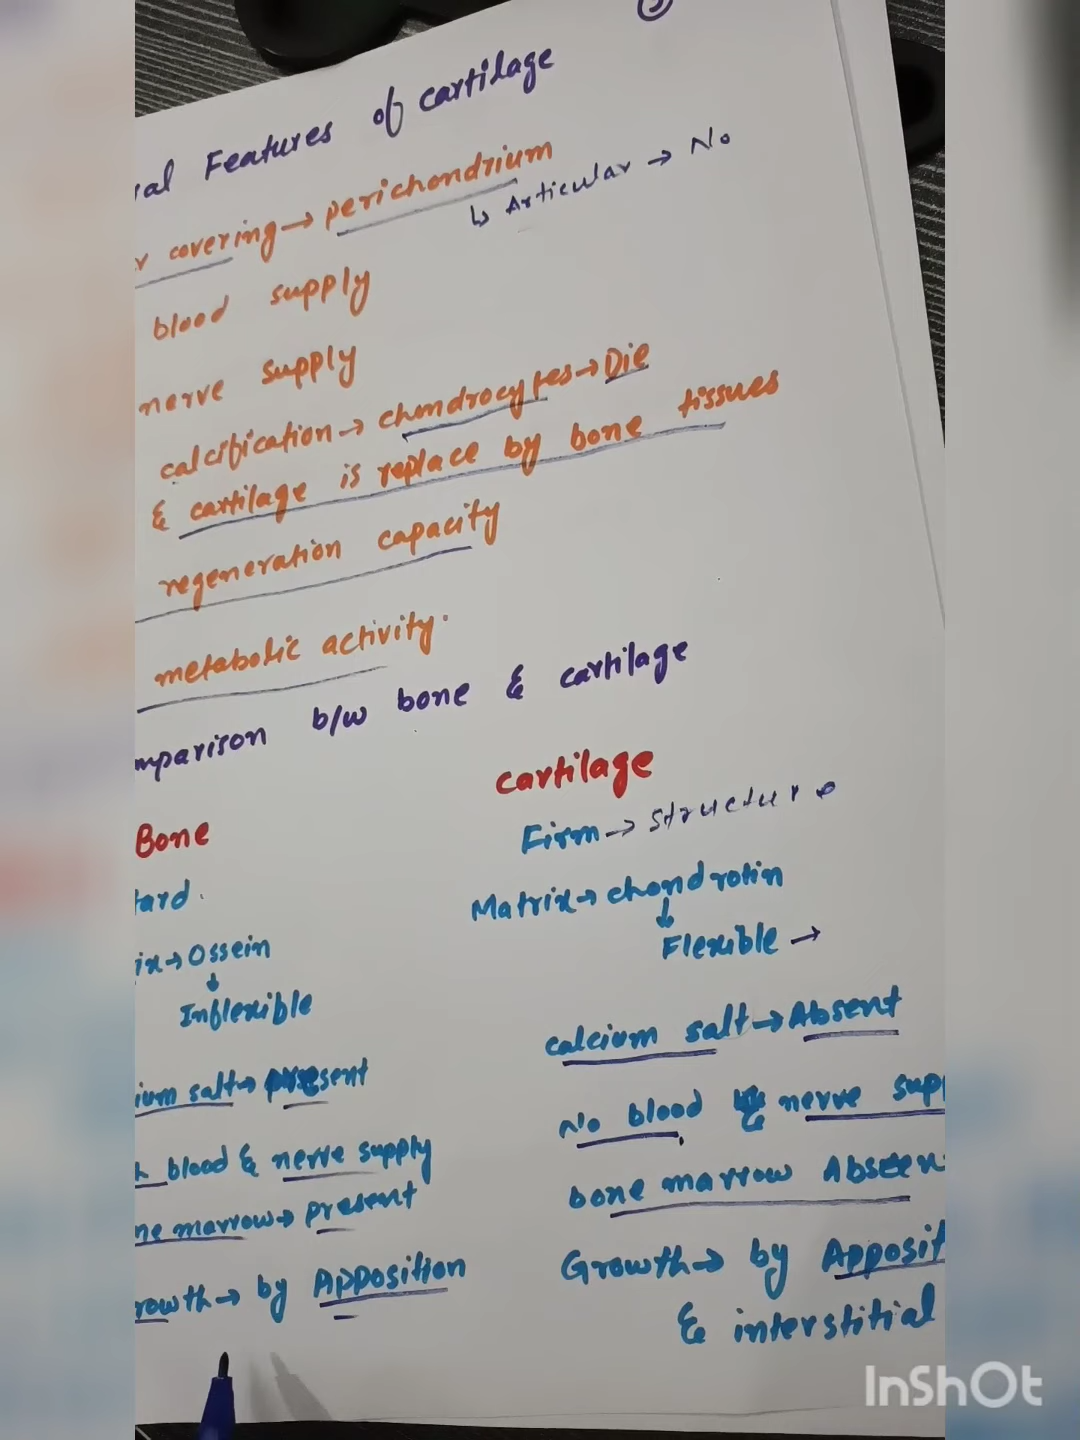 al Features of cartilage
covering → perichondrium
↳ Articular → No
blood supply
nerve supply
calcification → chondrocytes → Die
& cartilage is replace by bone tissues
regeneration capacity
metabolic activity.
mparison b/w bone & cartilage
Bone
cartilage
ard.
Firm → structure
ix → Ossein
↓
Inflexible
Matrix → chondrotin
↓
Flexible →
ium salt → present
calcium salt → Absent
h blood & nerve supply
No blood & nerve supp
ne marrow → present
bone marrow Abseen
rowth → by Apposition
Growth → by Apposit
& interstitial
InShOt